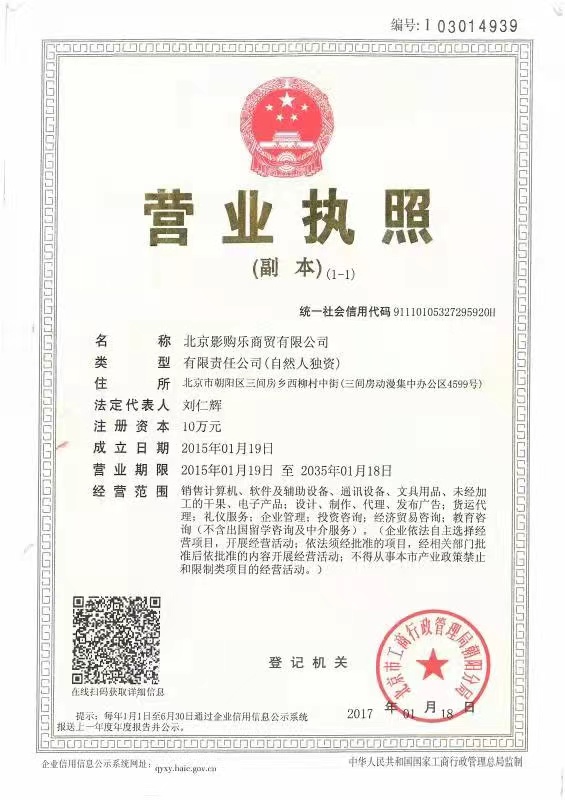 编号:1 03014939
营业执照
(副 本)(1-1)
统一社会信用代码 91110105327295920H
名 称 北京影购乐商贸有限公司
类 型 有限责任公司(自然人独资)
住 所 北京市朝阳区三间房乡西柳村中街(三间房动漫集中办公区4599号)
法定代表人 刘仁辉
注册资本 10万元
成立日期 2015年01月19日
营业期限 2015年01月19日 至 2035年01月18日
经营范围 销售计算机、软件及辅助设备、通讯设备、文具用品、未经加
工的干果、电子产品；设计、制作、代理、发布广告；货运代
理；礼仪服务；企业管理；投资咨询；经济贸易咨询；教育咨
询（不含出国留学咨询及中介服务）。（企业依法自主选择经
营项目，开展经营活动；依法须经批准的项目，经相关部门批
准后依批准的内容开展经营活动；不得从事本市产业政策禁止
和限制类项目的经营活动。）
在线扫码获取详细信息
登记机关
北京市工商行政管理局朝阳分局
2017 年 01 月 18 日
提示：每年1月1日至6月30日通过企业信用信息公示系统
报送上一年度年度报告并公示。
企业信用信息公示系统网址：qyxy.baic.gov.cn
中华人民共和国国家工商行政管理总局监制